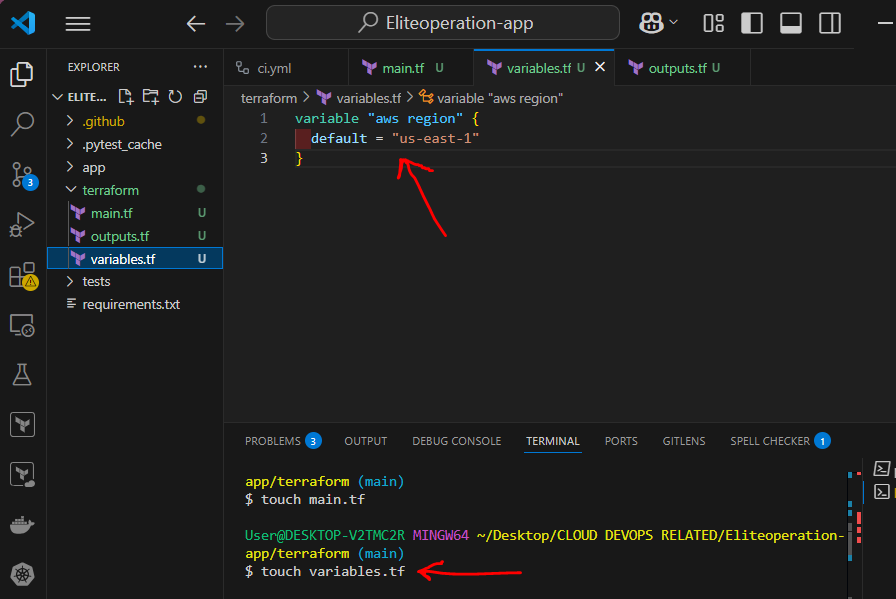 Eliteoperation-app
EXPLORER ...
ci.yml main.tf U variables.tf U outputs.tf U
ELITE...
.github
.pytest_cache
app
terraform
main.tf U
outputs.tf U
variables.tf U
tests
requirements.txt
3
terraform > variables.tf > variable "aws region"
1 variable "aws region" {
2 default = "us-east-1"
3 }
PROBLEMS 3 OUTPUT DEBUG CONSOLE TERMINAL PORTS GITLENS SPELL CHECKER 1
app/terraform (main)
$ touch main.tf
User@DESKTOP-V2TMC2R MINGW64 ~/Desktop/CLOUD DEVOPS RELATED/Eliteoperation-
app/terraform (main)
$ touch variables.tf